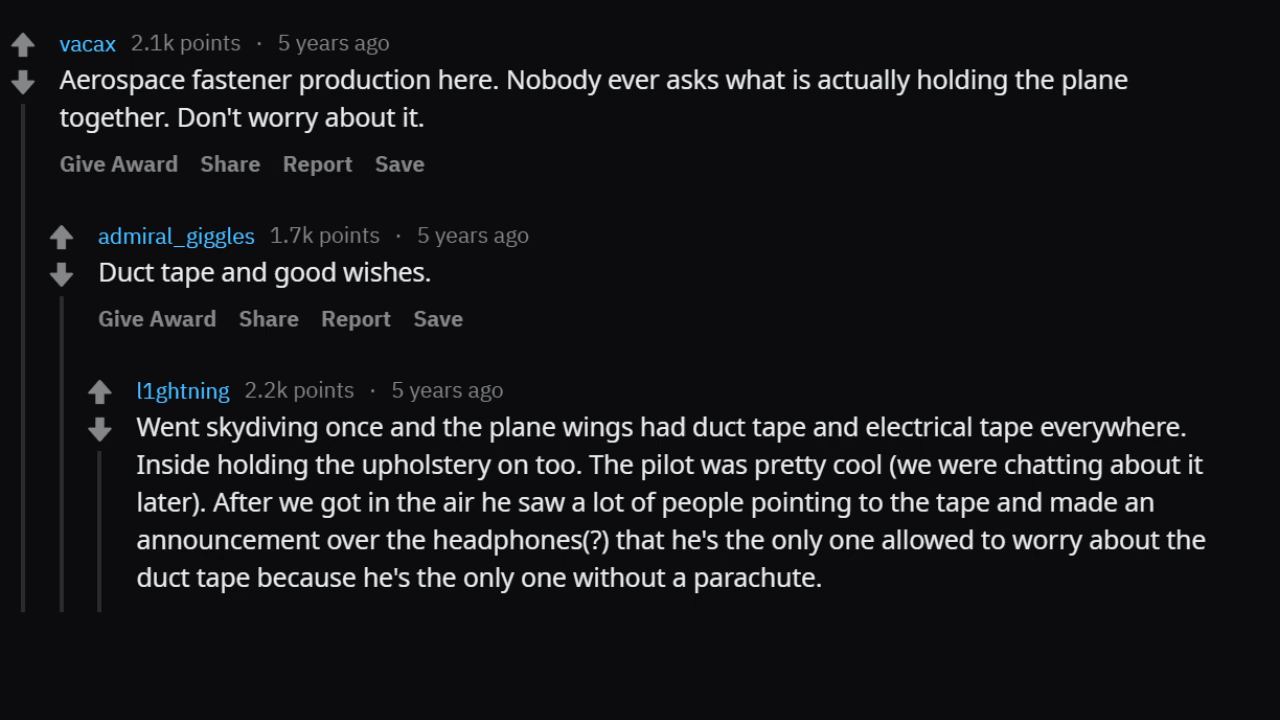 vacax 2.1k points · 5 years ago
Aerospace fastener production here. Nobody ever asks what is actually holding the plane
together. Don't worry about it.
Give Award Share Report Save
admiral_giggles 1.7k points · 5 years ago
Duct tape and good wishes.
Give Award Share Report Save
l1ghtning 2.2k points · 5 years ago
Went skydiving once and the plane wings had duct tape and electrical tape everywhere.
Inside holding the upholstery on too. The pilot was pretty cool (we were chatting about it
later). After we got in the air he saw a lot of people pointing to the tape and made an
announcement over the headphones(?) that he's the only one allowed to worry about the
duct tape because he's the only one without a parachute.